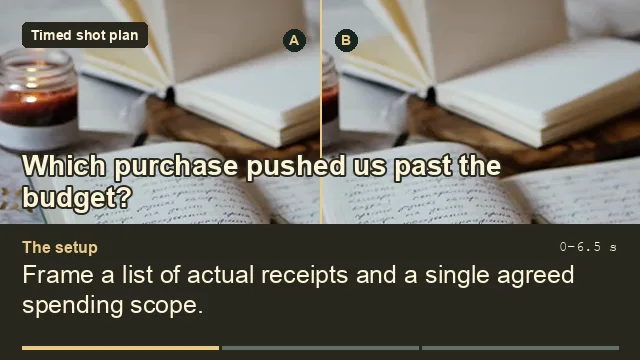 Timed shot plan
A
B
Which purchase pushed us past the
budget?
The setup
0–6.5 s
Frame a list of actual receipts and a single agreed
spending scope.